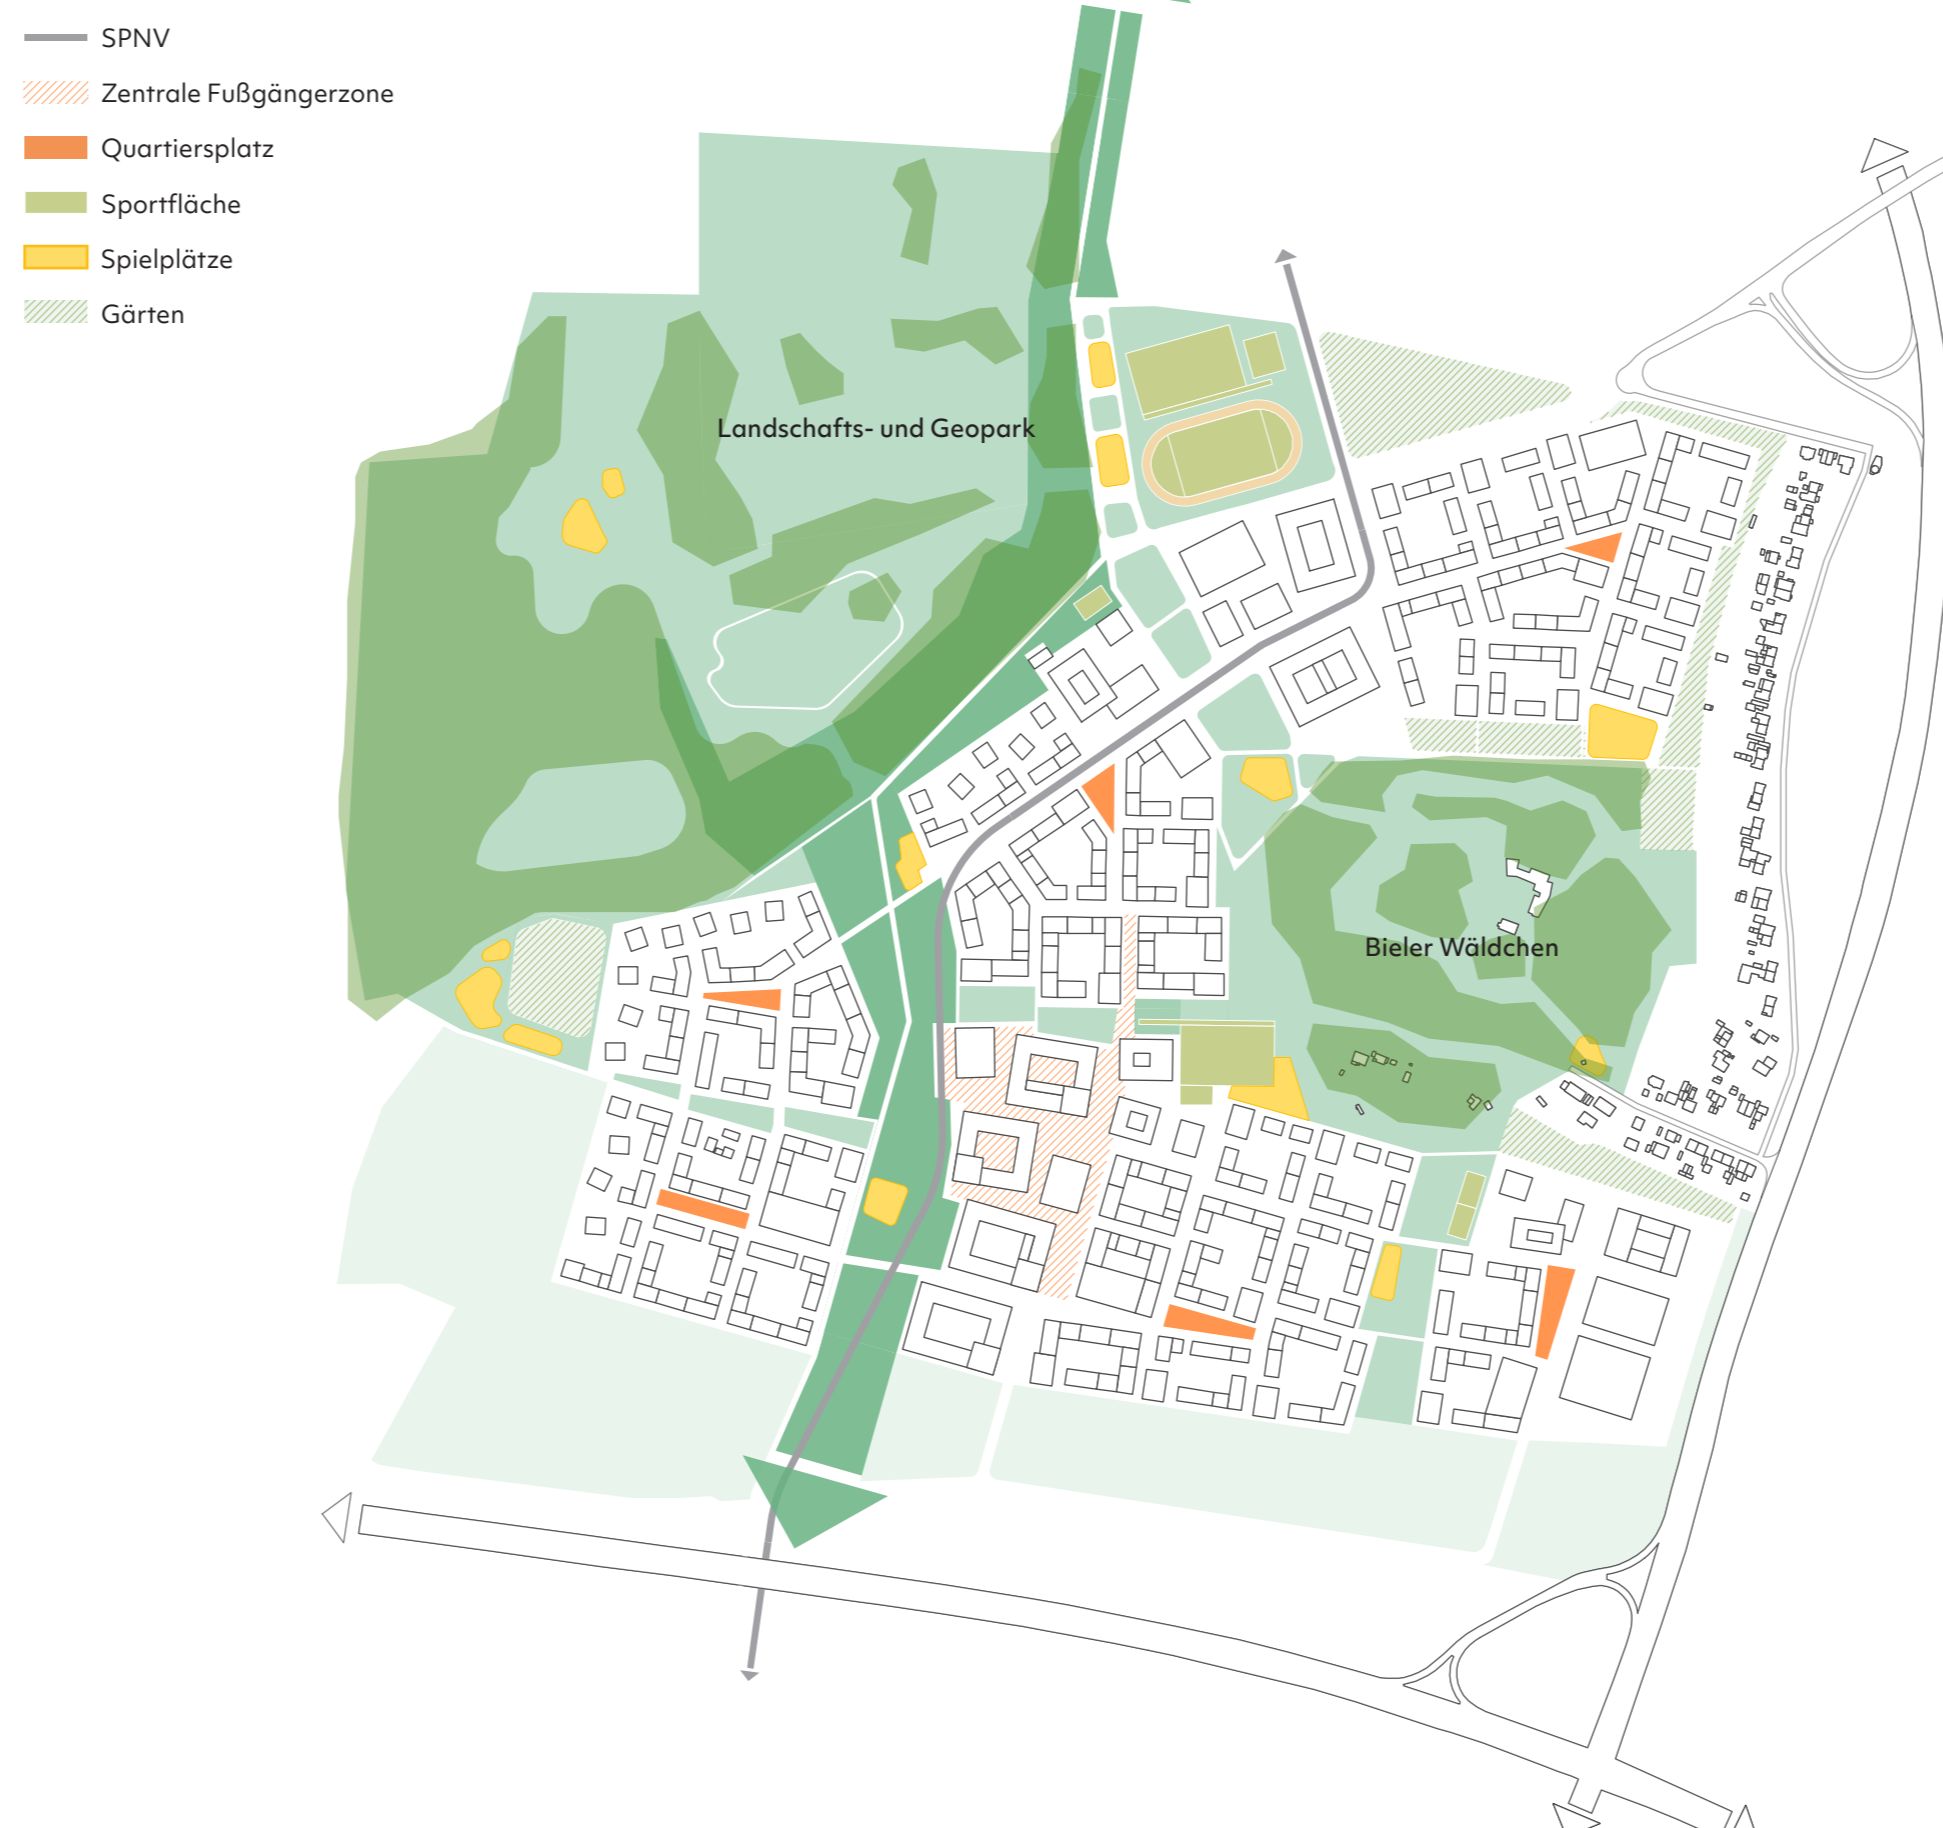 SPNV
Zentrale Fußgängerzone
Quartiersplatz
Sportfläche
Spielplätze
Gärten
Landschafts- und Geopark
Bieler Wäldchen